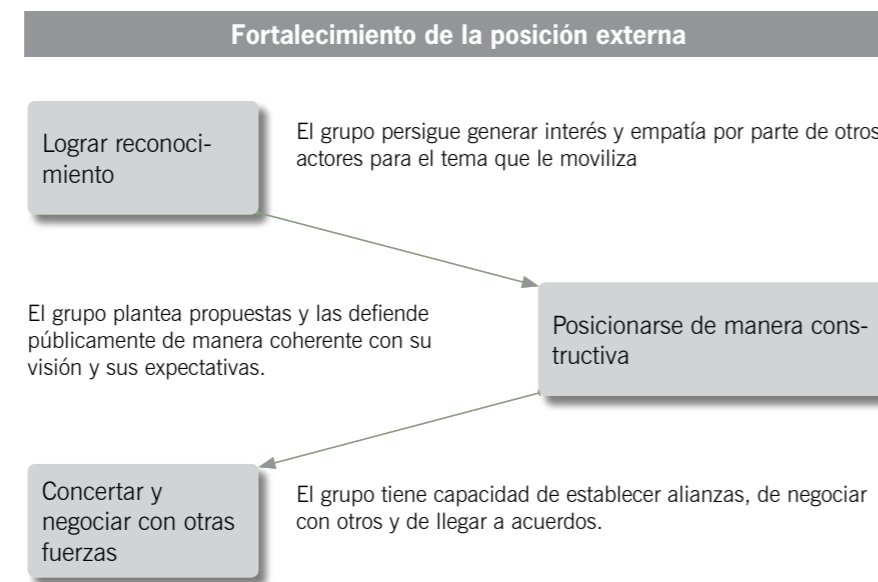 Fortalecimiento de la posición externa
Lograr reconoci-
miento
El grupo persigue generar interés y empatía por parte de otros
actores para el tema que le moviliza
El grupo plantea propuestas y las defiende
públicamente de manera coherente con su
visión y sus expectativas.
Posicionarse de manera cons-
tructiva
Concertar y
negociar con otras
fuerzas
El grupo tiene capacidad de establecer alianzas, de negociar
con otros y de llegar a acuerdos.